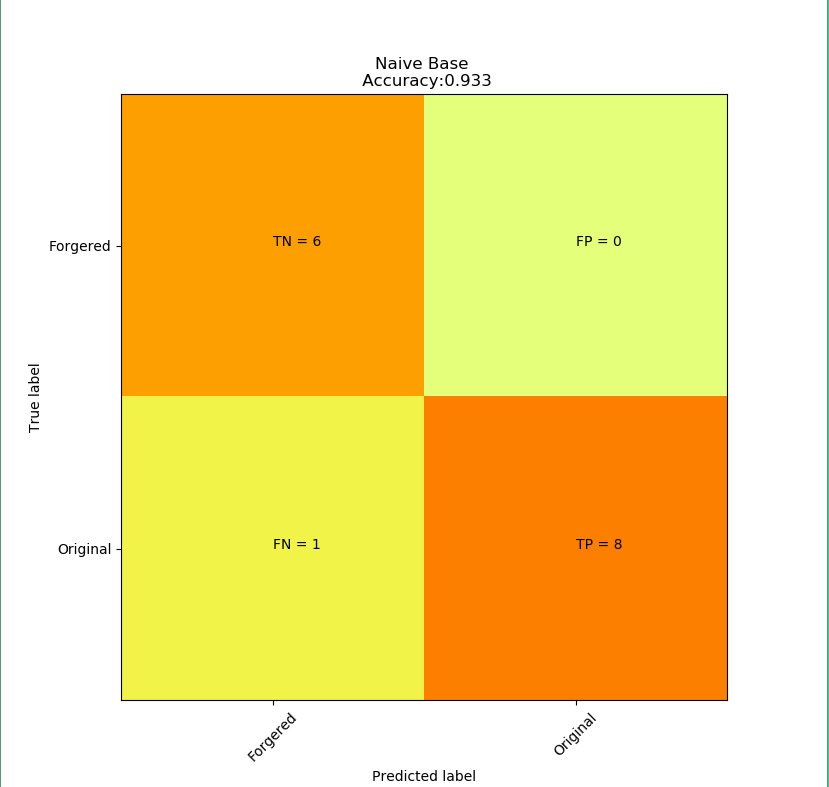 Naive Base
Accuracy:0.933
Forgered
TN = 6
FP = 0
True label
Original
FN = 1
TP = 8
Forgered
Original
Predicted label